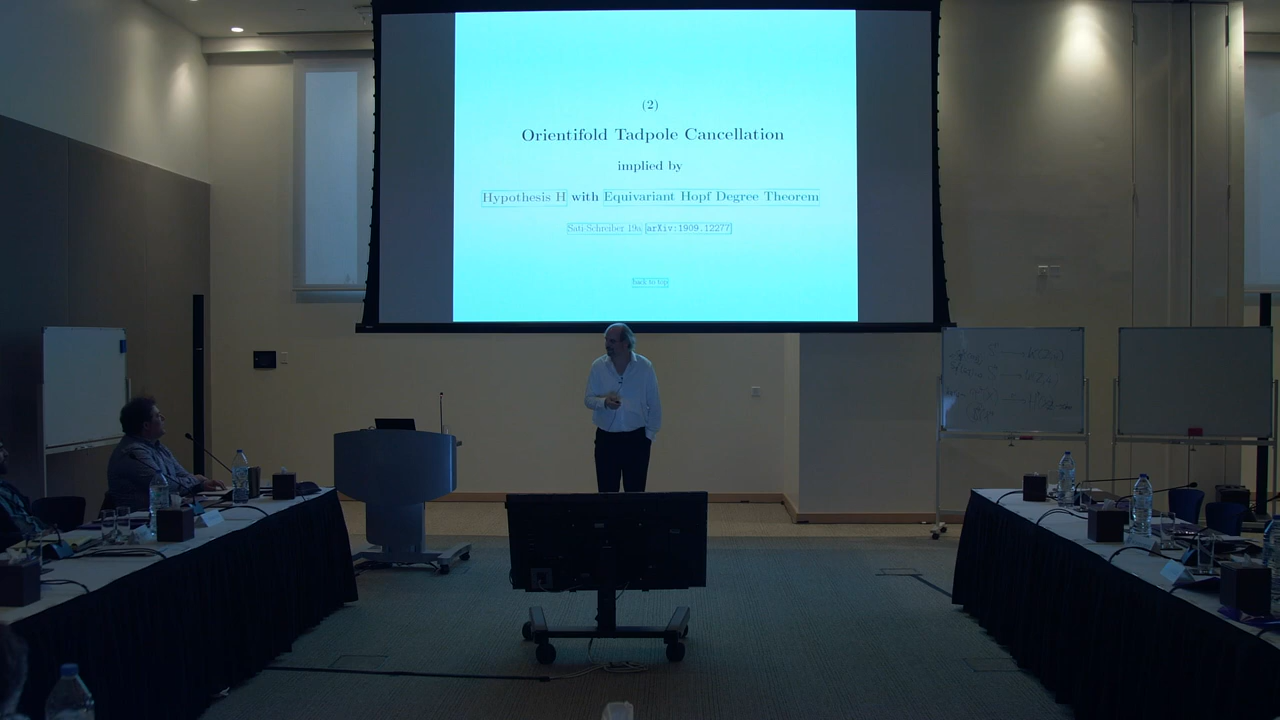 (2)
Orientifold Tadpole Cancellation
implied by
Hypothesis H with Equivariant Hopf Degree Theorem
Sati-Schreiber 19a [arXiv:1909.12277]
back to top